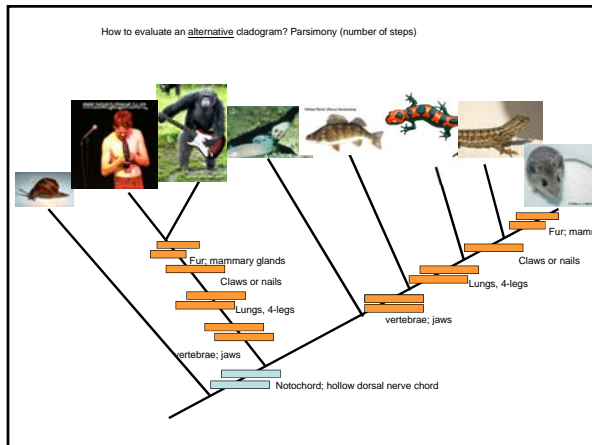 How to evaluate an alternative cladogram? Parsimony (number of steps)
Fur; mamm
Fur; mammary glands
Claws or nails
Claws or nails
Lungs, 4-legs
Lungs, 4-legs
vertebrae; jaws
vertebrae; jaws
Notochord; hollow dorsal nerve chord